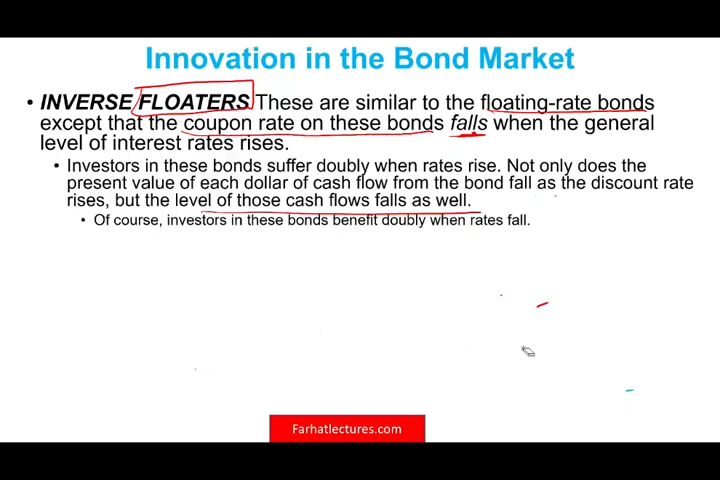 Innovation in the Bond Market
• INVERSE FLOATERS These are similar to the floating-rate bonds
except that the coupon rate on these bonds falls when the general
level of interest rates rises.
• Investors in these bonds suffer doubly when rates rise. Not only does the
present value of each dollar of cash flow from the bond fall as the discount rate
rises, but the level of those cash flows falls as well.
• Of course, investors in these bonds benefit doubly when rates fall.
Farhatlectures.com